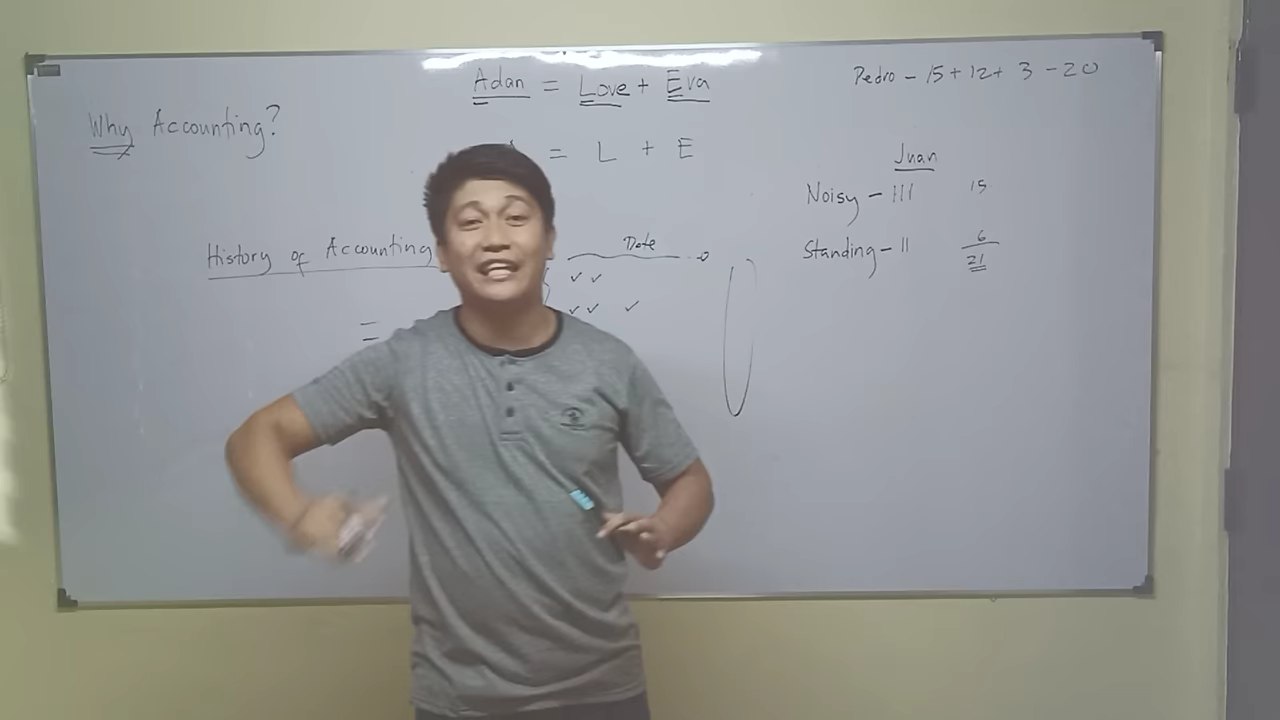 Adan = Love + Eva
Pedro - 15 + 12 + 3 - 20
Why Accounting?
= L + E
Juan
Noisy - III 15
History of Accounting
Date
Standing - II 6
21
=